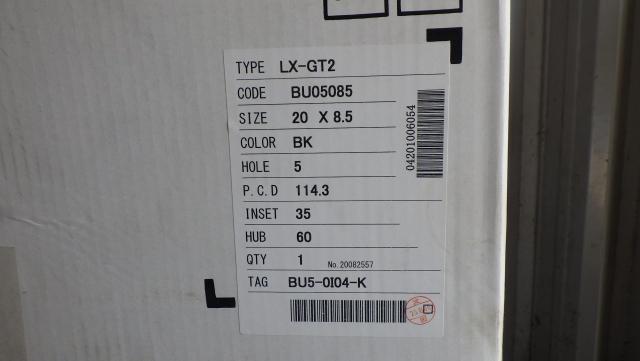 TYPE LX-GT2
CODE BU05085
SIZE 20 X 8.5
COLOR BK
HOLE 5
P.C.D 114.3
INSET 35
HUB 60
QTY 1 No.20082557
TAG BU5-0I04-K
04201006054